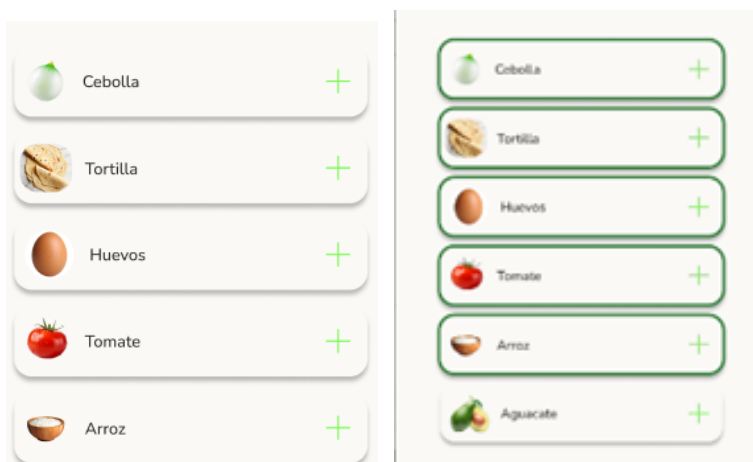 Cebolla
Tortilla
Huevos
Tomate
Arroz
Cebolla
Tortilla
Huevos
Tomate
Arroz
Aguacate